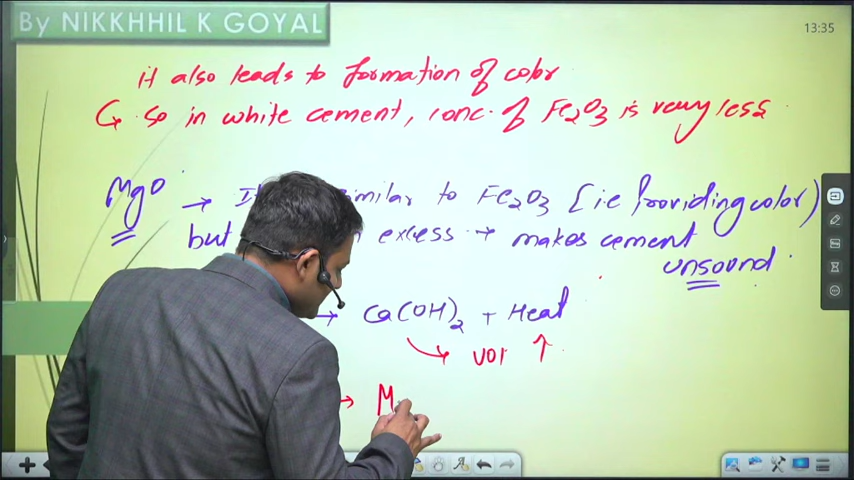 By NIKKHHIL K GOYAL
13:35
it also leads to formation of color
↳ so in white cement, conc. of Fe2O3 is very less
MgO → It similar to Fe2O3 [ie Providing color)
but excess → makes cement
unsound
→ Ca(OH)2 + Heat
vol ↑
→ M